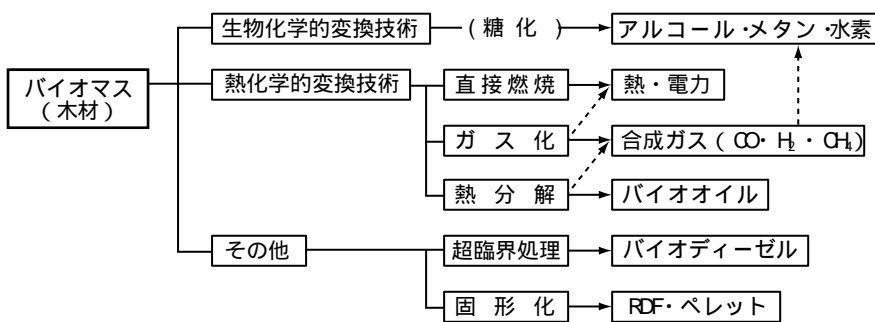 生物化学的変換技術
(糖化)
アルコール・メタン・水素
バイオマス
(木材)
熱化学的変換技術
直接燃焼
熱・電力
ガス化
合成ガス(CO・H₂・CH₄)
熱分解
バイオオイル
その他
超臨界処理
バイオディーゼル
固形化
RDF・ペレット